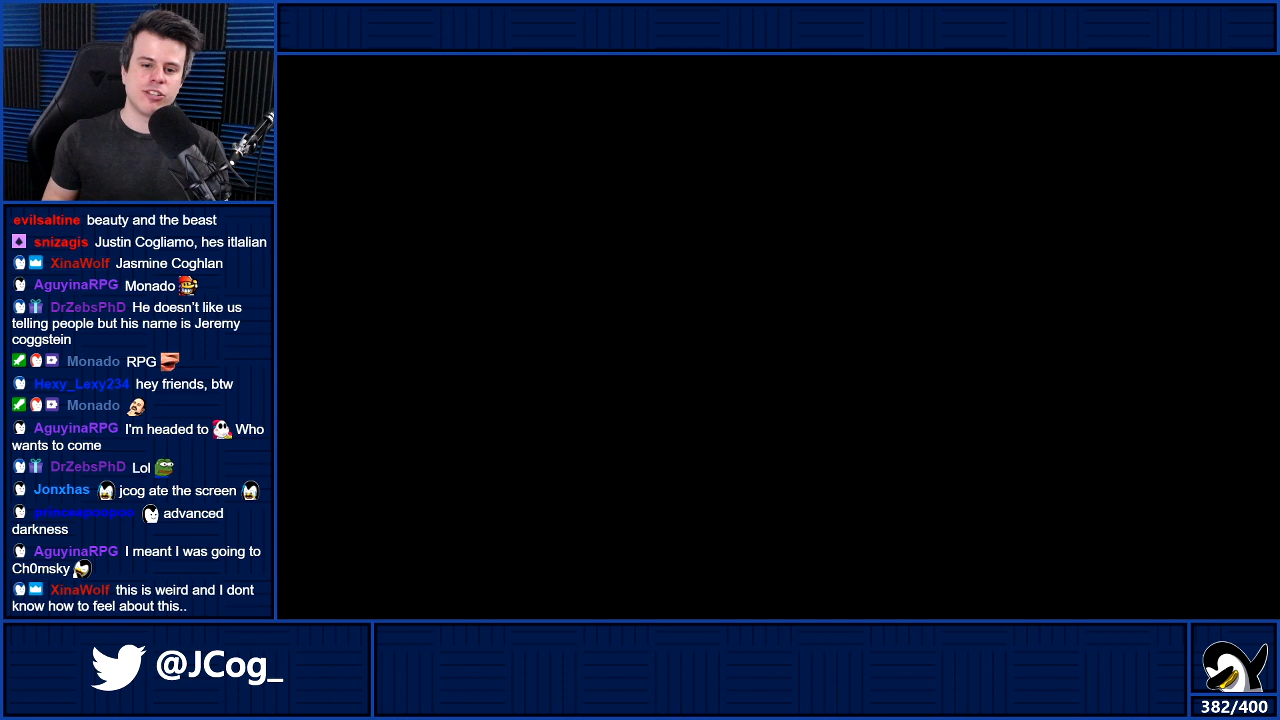 evilsaltine beauty and the beast
snizagis Justin Cogliamo, hes itlalian
XinaWolf Jasmine Coghlan
AguyinaRPG Monado
DrZebsPhD He doesn't like us
telling people but his name is Jeremy
coggstein
Monado RPG
Hexy_Lexy234 hey friends, btw
Monado
AguyinaRPG I'm headed to Who
wants to come
DrZebsPhD Lol
Jonxhas jcog ate the screen
advanced
darkness
AguyinaRPG I meant I was going to
Ch0msky
XinaWolf this is weird and I dont
know how to feel about this..
@JCog_
382/400